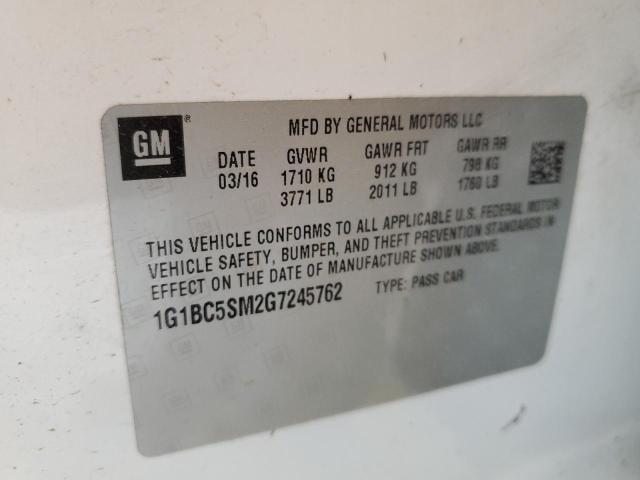 GM ®
MFD BY GENERAL MOTORS LLC
DATE GVWR GAWR FRT GAWR RR
03/16 1710 KG 912 KG 798 KG
3771 LB 2011 LB 1760 LB
THIS VEHICLE CONFORMS TO ALL APPLICABLE U.S. FEDERAL MOTOR
VEHICLE SAFETY, BUMPER, AND THEFT PREVENTION STANDARDS IN
EFFECT ON THE DATE OF MANUFACTURE SHOWN ABOVE.
1G1BC5SM2G7245762 TYPE: PASS CAR